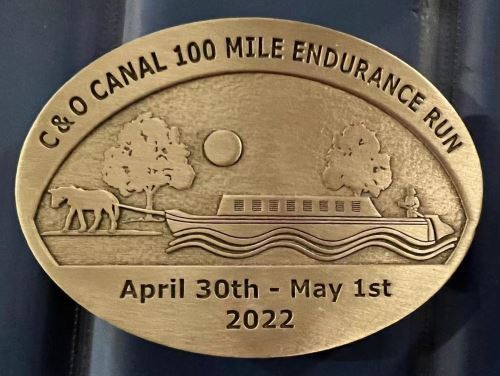 C & O CANAL 100 MILE ENDURANCE RUN
April 30th - May 1st
2022